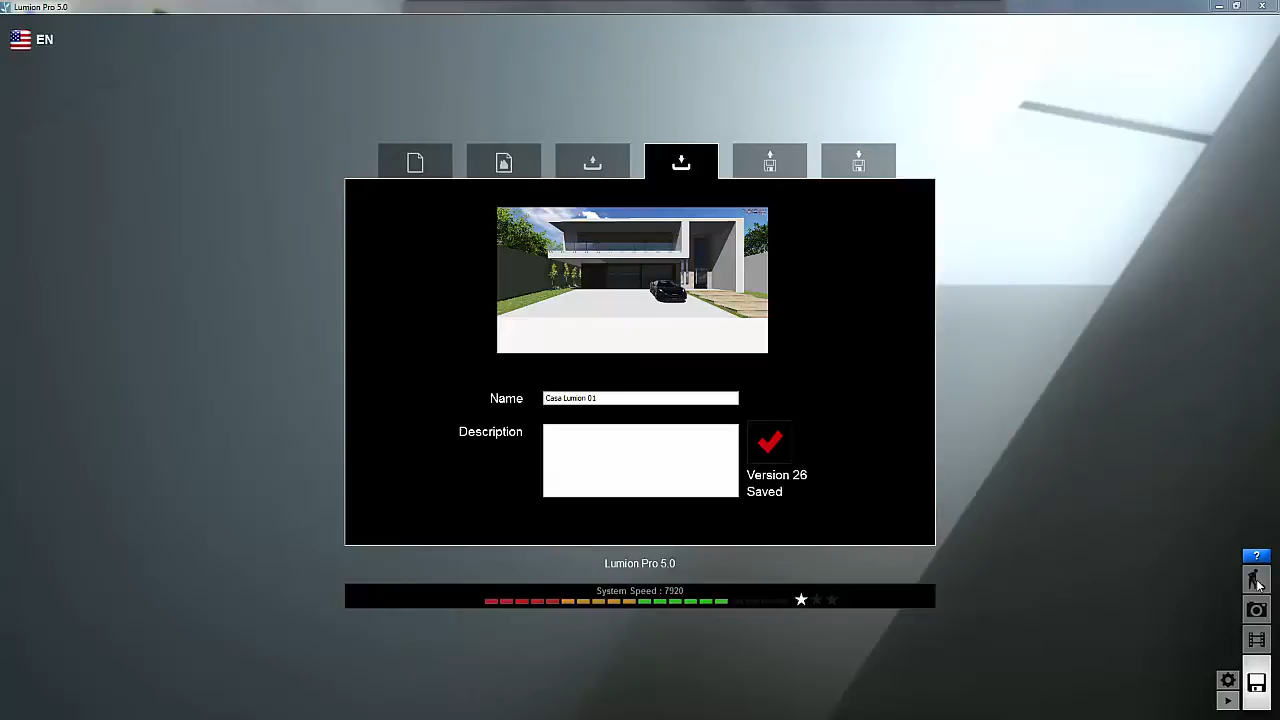 Lumion Pro 5.0
EN
Name
Casa Lumion 01
Description
Version 26
Saved
Lumion Pro 5.0
System Speed : 7920
?